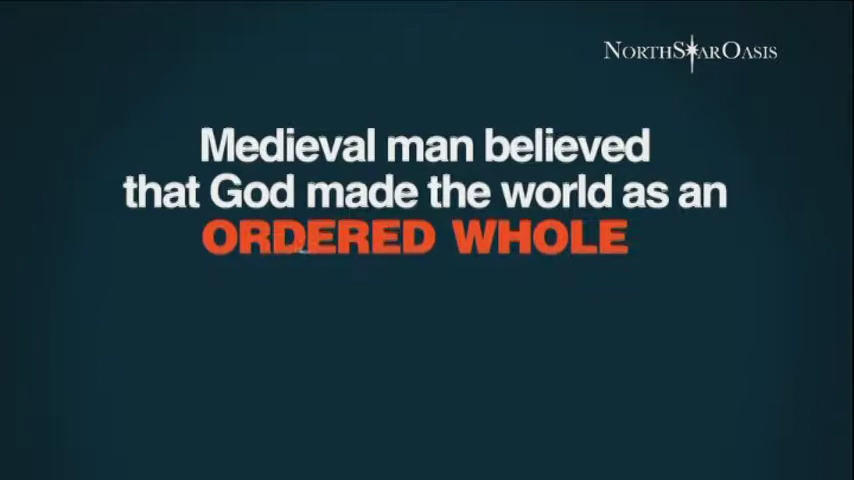 NorthStarOasis
Medieval man believed
that God made the world as an
ORDERED WHOLE